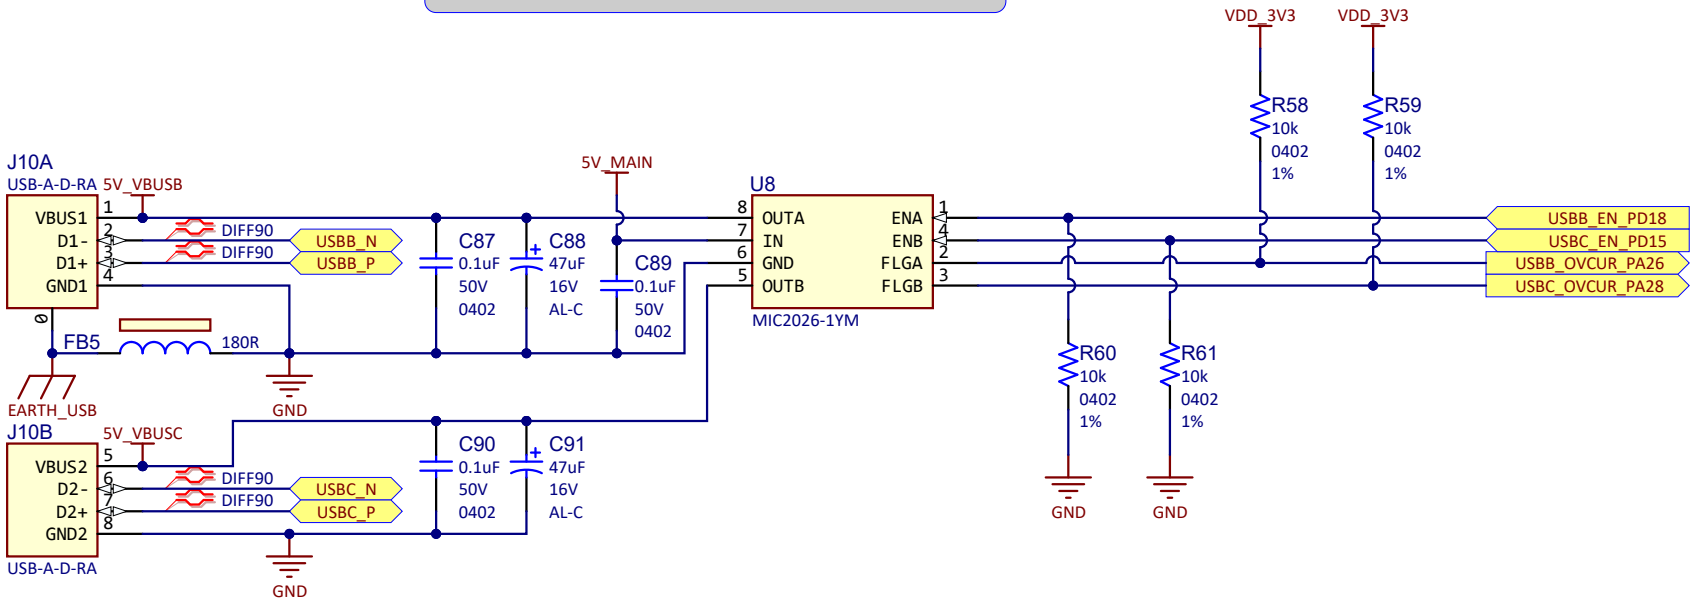 VDD_3V3
VDD_3V3
R58
10k
0402
1%
R59
10k
0402
1%
J10A
USB-A-D-RA
5V_VBUSB
VBUS1
D1-
D1+
GND1
1
2
3
4
0
DIFF90
DIFF90
USBB_N
USBB_P
FB5
180R
EARTH_USB
GND
C87
0.1uF
50V
0402
C88
47uF
16V
AL-C
5V_MAIN
C89
0.1uF
50V
0402
U8
8
7
6
5
OUTA
IN
GND
OUTB
ENA
ENB
FLGA
FLGB
1
4
2
3
MIC2026-1YM
USBB_EN_PD18
USBC_EN_PD15
USBB_OVCUR_PA26
USBC_OVCUR_PA28
R60
10k
0402
1%
GND
R61
10k
0402
1%
GND
J10B
5V_VBUSC
VBUS2
D2-
D2+
GND2
5
6
7
8
DIFF90
DIFF90
USBC_N
USBC_P
USB-A-D-RA
GND
C90
0.1uF
50V
0402
C91
47uF
16V
AL-C